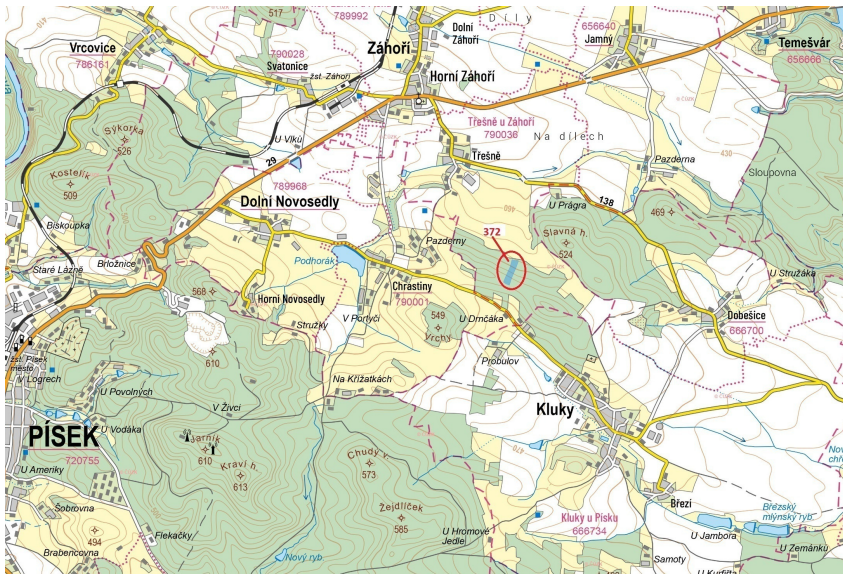 517
789992
Díly
Dolní
Záhoří
656640
Jamný
Temešvár
656666
Vrcovice
786161
790028
Svatonice
Záhoří
Horní Záhoří
žst. Záhoří
Třešně u Záhoří
790036
Na dílech
Třešně
430
Pazderna
Sloupovna
Sýkorka
526
U Vlků
29
Kostelík
509
789968
Dolní Novosedly
138
U Prágra
469
Slavná h.
524
460
372
Biskoupka
Pazderny
Podhorák
Staré Lázně
Brložnice
568
Horní Novosedly
Chrastiny
790001
U Stružáka
Dobešice
666700
Stružky
V Portyči
549
Vrchy
U Drnčáka
Probulov
610
žst. Písek
město
V Logrech
U Povolných
Na Křížatkách
V Živci
Kluky
PÍSEK
720755
U Vodáka
Jarník
610
Kraví h.
613
U Ameriky
Chudý v.
573
470
Žejdlíček
585
Březí
Kluky u Písku
666734
Březský
mlýnský ryb.
Šobrovna
494
Flekačky
Brabencovna
Nový ryb.
U Hromové
Jedle
U Jambora
U Zemánků
Samoty